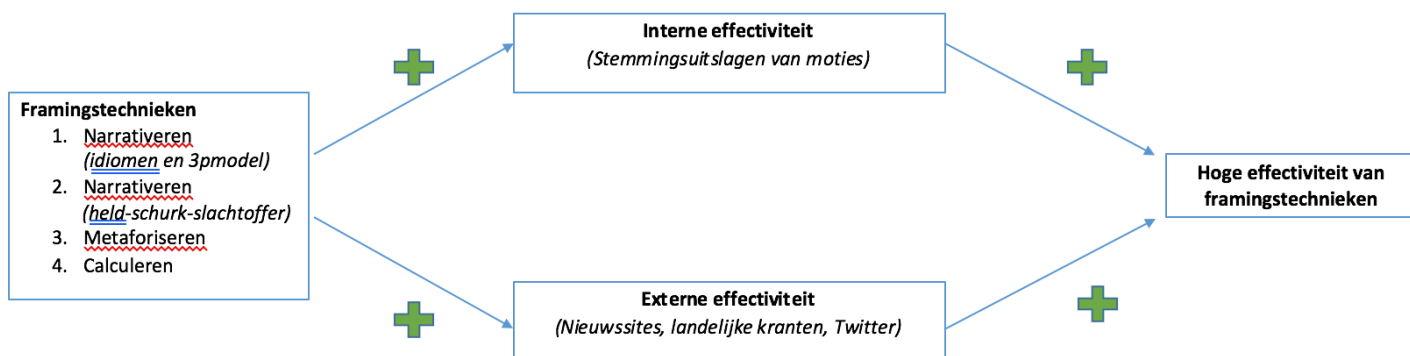 Interne effectiviteit
(Stemmingsuitslagen van moties)
Framingstechnieken
1. Narrativeren
(idiomen en 3pmodel)
2. Narrativeren
(held-schurk-slachtoffer)
3. Metaforiseren
4. Calculeren
Hoge effectiviteit van
framingstechnieken
Externe effectiviteit
(Nieuwssites, landelijke kranten, Twitter)